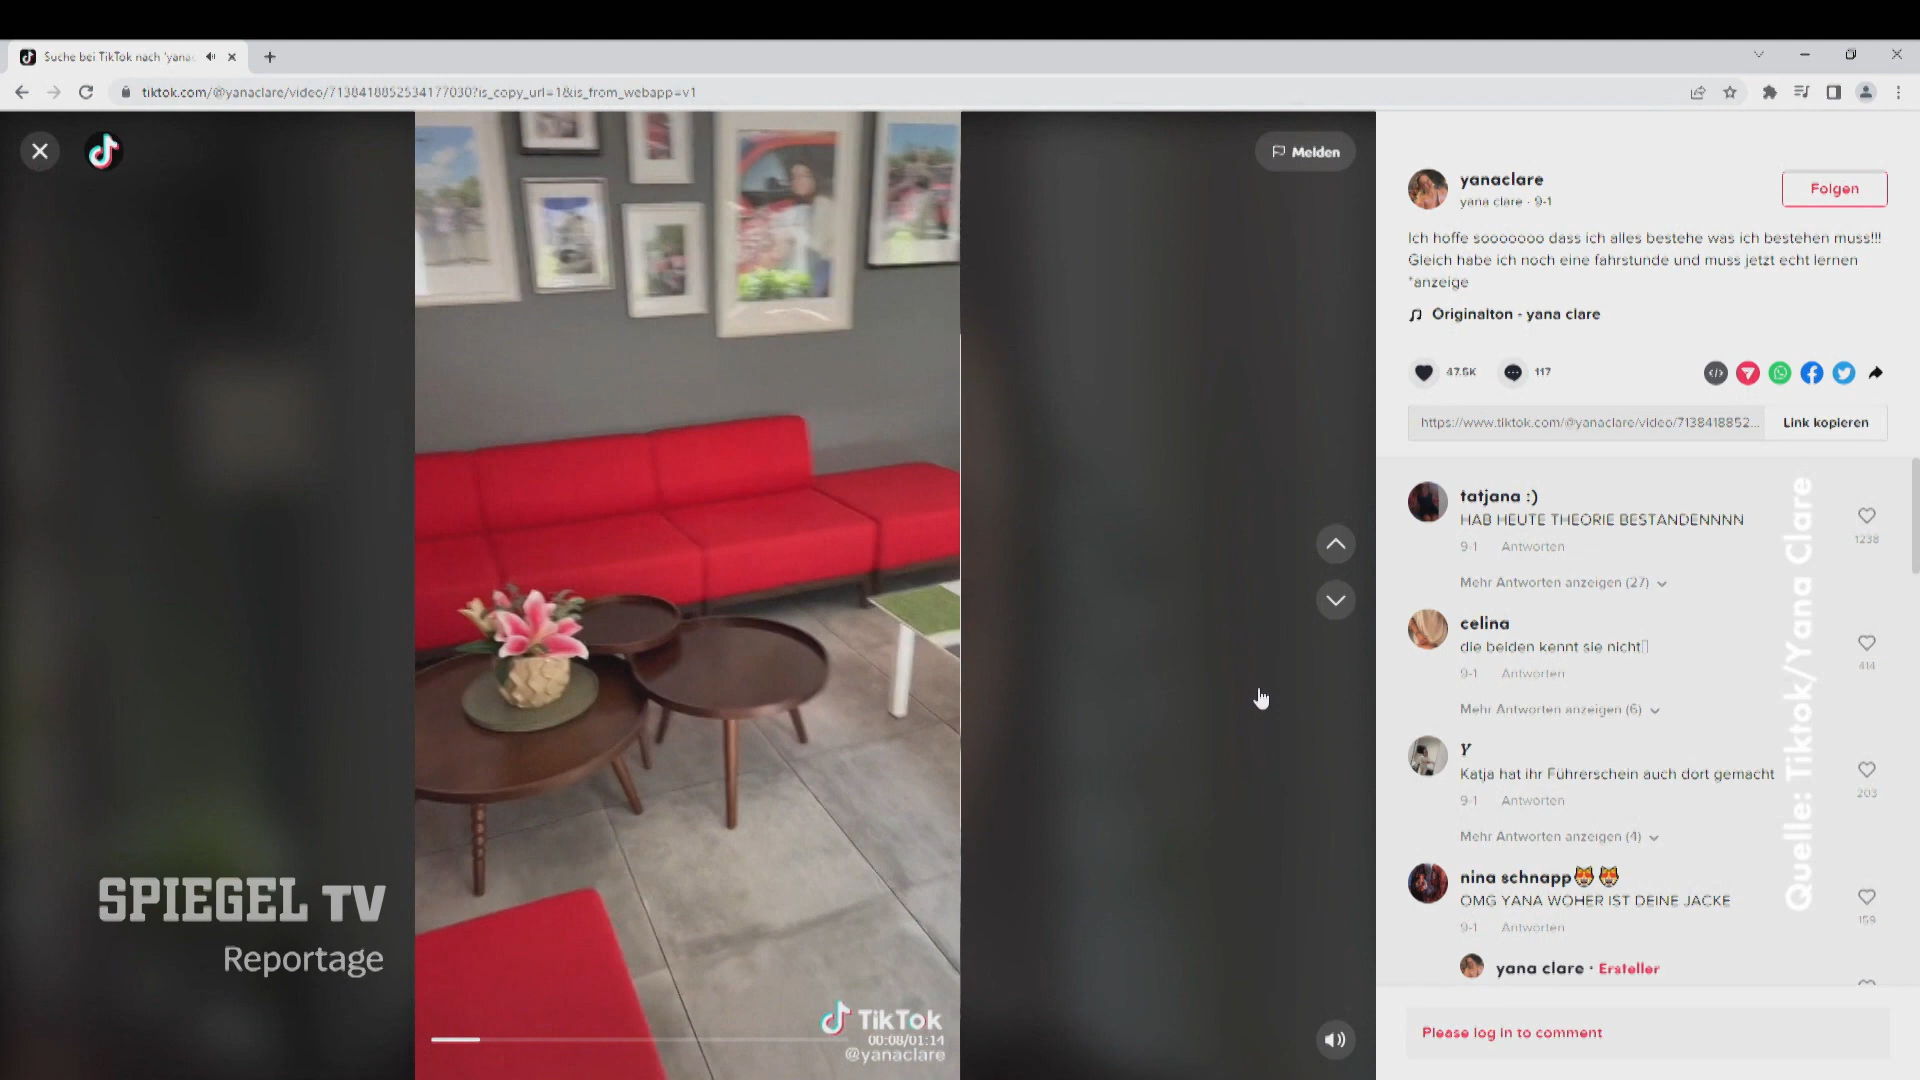 Suche bei TikTok nach 'yana
tiktok.com/@yanaclare/video/7138418852534177030?is_copy_url=1&is_from_webapp=v1
Melden
yanaclare
yana clare · 9-1
Folgen
Ich hoffe sooooooo dass ich alles bestehe was ich bestehen muss!!!
Gleich habe ich noch eine fahrstunde und muss jetzt echt lernen
*anzeige
Originalton - yana clare
47.5K
117
https://www.tiktok.com/@yanaclare/video/7138418852...
Link kopieren
tatjana :)
HAB HEUTE THEORIE BESTANDENNNN
9-1 Antworten
1238
Mehr Antworten anzeigen (27)
celina
die beiden kennt sie nicht
9-1 Antworten
414
Mehr Antworten anzeigen (6)
Y
Katja hat ihr Führerschein auch dort gemacht
9-1 Antworten
203
Mehr Antworten anzeigen (4)
nina schnapp😻😻
OMG YANA WOHER IST DEINE JACKE
9-1 Antworten
159
yana clare · Ersteller
Please log in to comment
Quelle: Tiktok/Yana Clare
SPIEGEL TV
Reportage
TikTok
00:08/01:14
@yanaclare